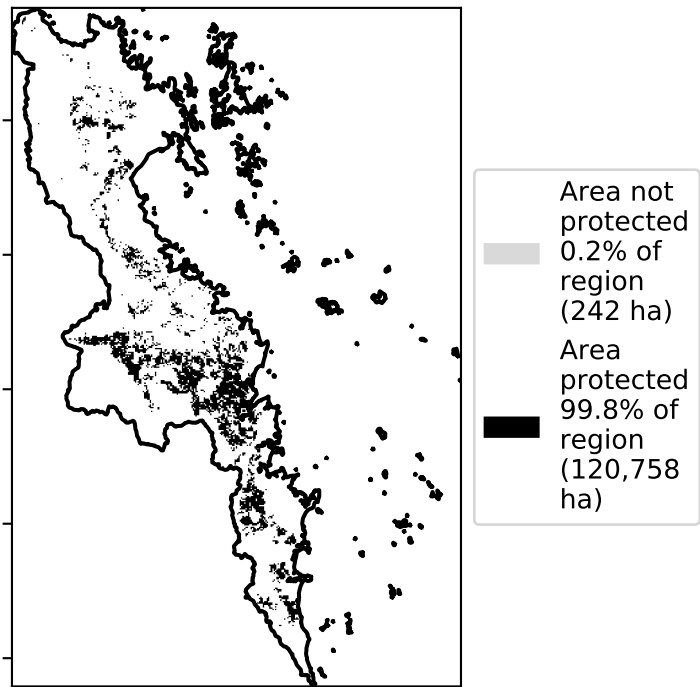 Area not
protected
0.2% of
region
(242 ha)
Area
protected
99.8% of
region
(120,758
ha)